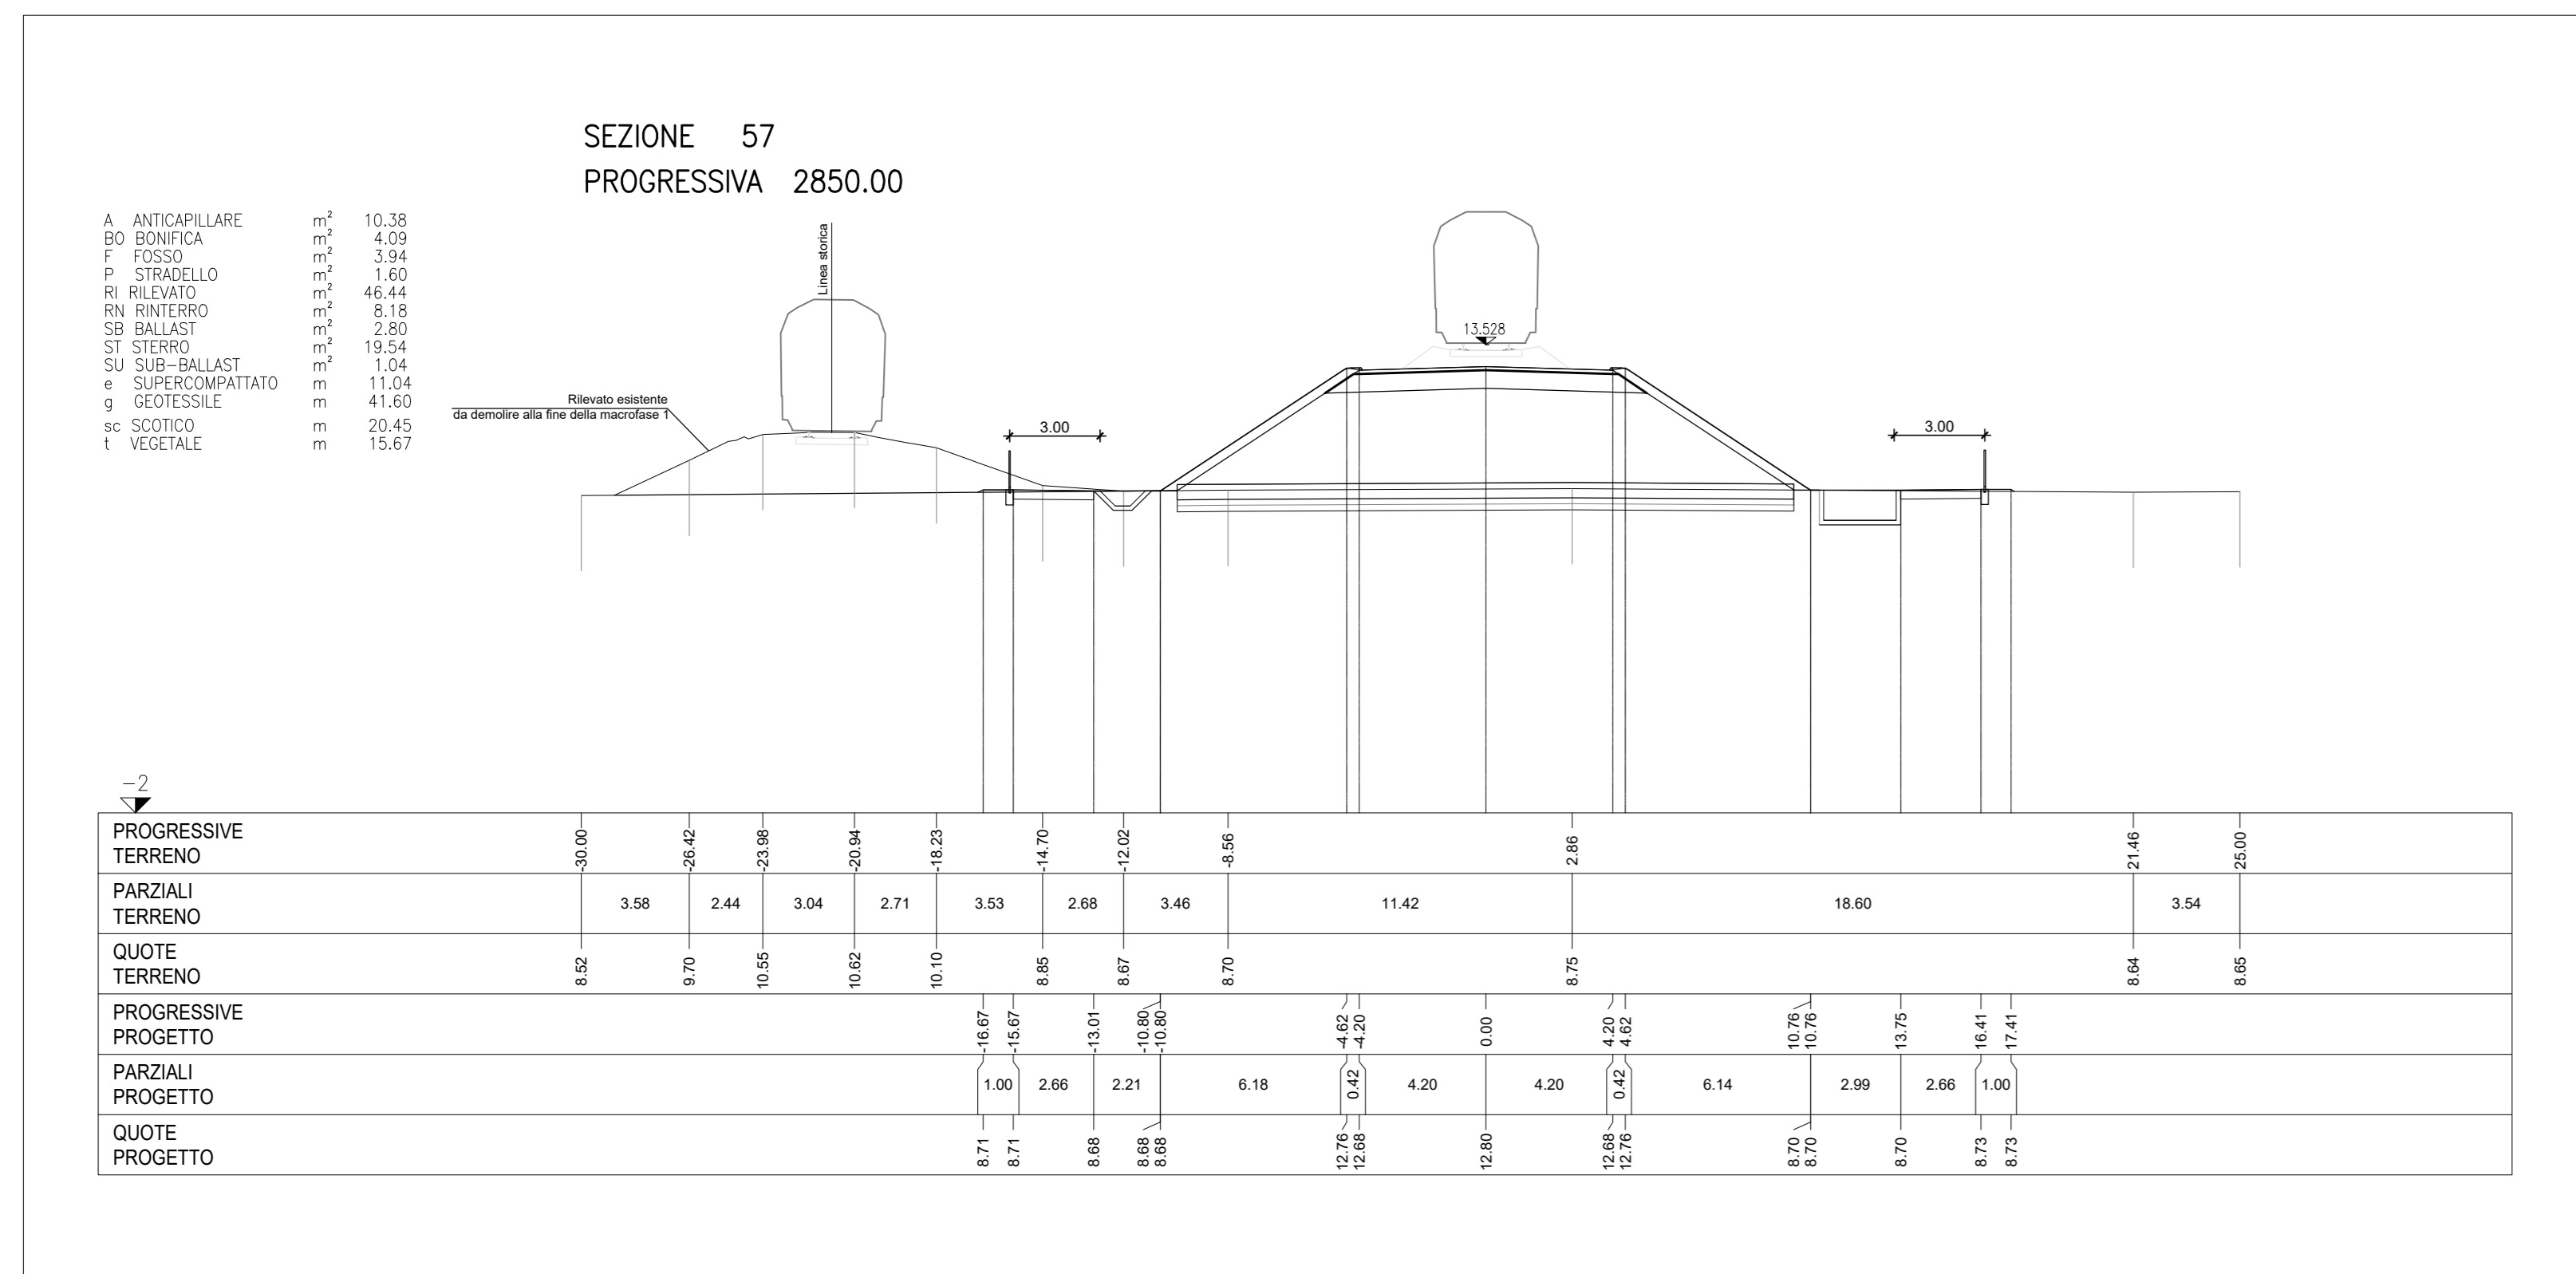 SEZIONE 57
PROGRESSIVA 2850.00
A ANTICAPILLARE m² 10.38
BO BONIFICA m² 4.09
F FOSSO m² 3.94
P STRADELLO m² 1.60
RI RILEVATO m² 46.44
RN RINTERRO m² 8.18
SB BALLAST m² 2.80
ST STERRO m² 19.54
SU SUB-BALLAST m² 1.04
e SUPERCOMPATTATO m 11.04
g GEOTESSILE m 41.60
sc SCOTICO m 20.45
t VEGETALE m 15.67
Linea storica
13.528
Rilevato esistente
da demolire alla fine della macrofase 1
3.00
3.00
-2
PROGRESSIVE
TERRENO
-30.00 -26.42 -23.98 -20.94 -18.23 -14.70 -12.02 -8.56 2.86 21.46 25.00
PARZIALI
TERRENO
3.58 2.44 3.04 2.71 3.53 2.68 3.46 11.42 18.60 3.54
QUOTE
TERRENO
8.52 9.70 10.55 10.62 10.10 8.85 8.67 8.70 8.75 8.64 8.65
PROGRESSIVE
PROGETTO
-16.67 -15.67 -13.01 -10.80 -10.80 -4.62 -4.20 0.00 4.20 4.62 10.76 10.76 13.75 16.41 17.41
PARZIALI
PROGETTO
1.00 2.66 2.21 6.18 0.42 4.20 4.20 0.42 6.14 2.99 2.66 1.00
QUOTE
PROGETTO
8.71 8.71 8.68 8.68 8.68 12.76 12.68 12.80 12.68 12.76 8.70 8.70 8.70 8.73 8.73